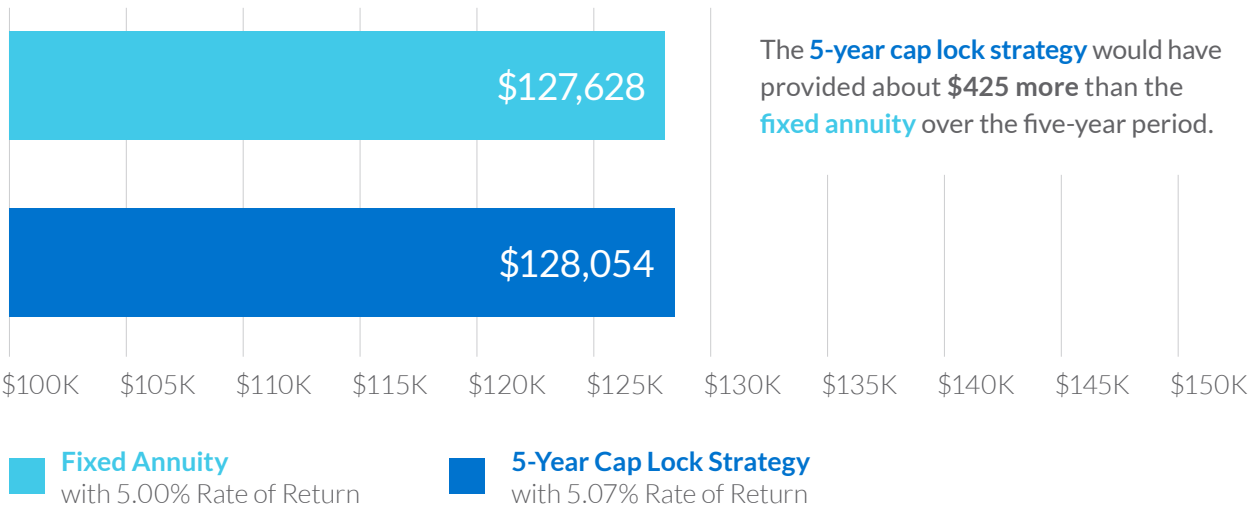 $127,628
The 5-year cap lock strategy would have
provided about $425 more than the
fixed annuity over the five-year period.
$128,054
$100K $105K $110K $115K $120K $125K $130K $135K $140K $145K $150K
Fixed Annuity
with 5.00% Rate of Return
5-Year Cap Lock Strategy
with 5.07% Rate of Return